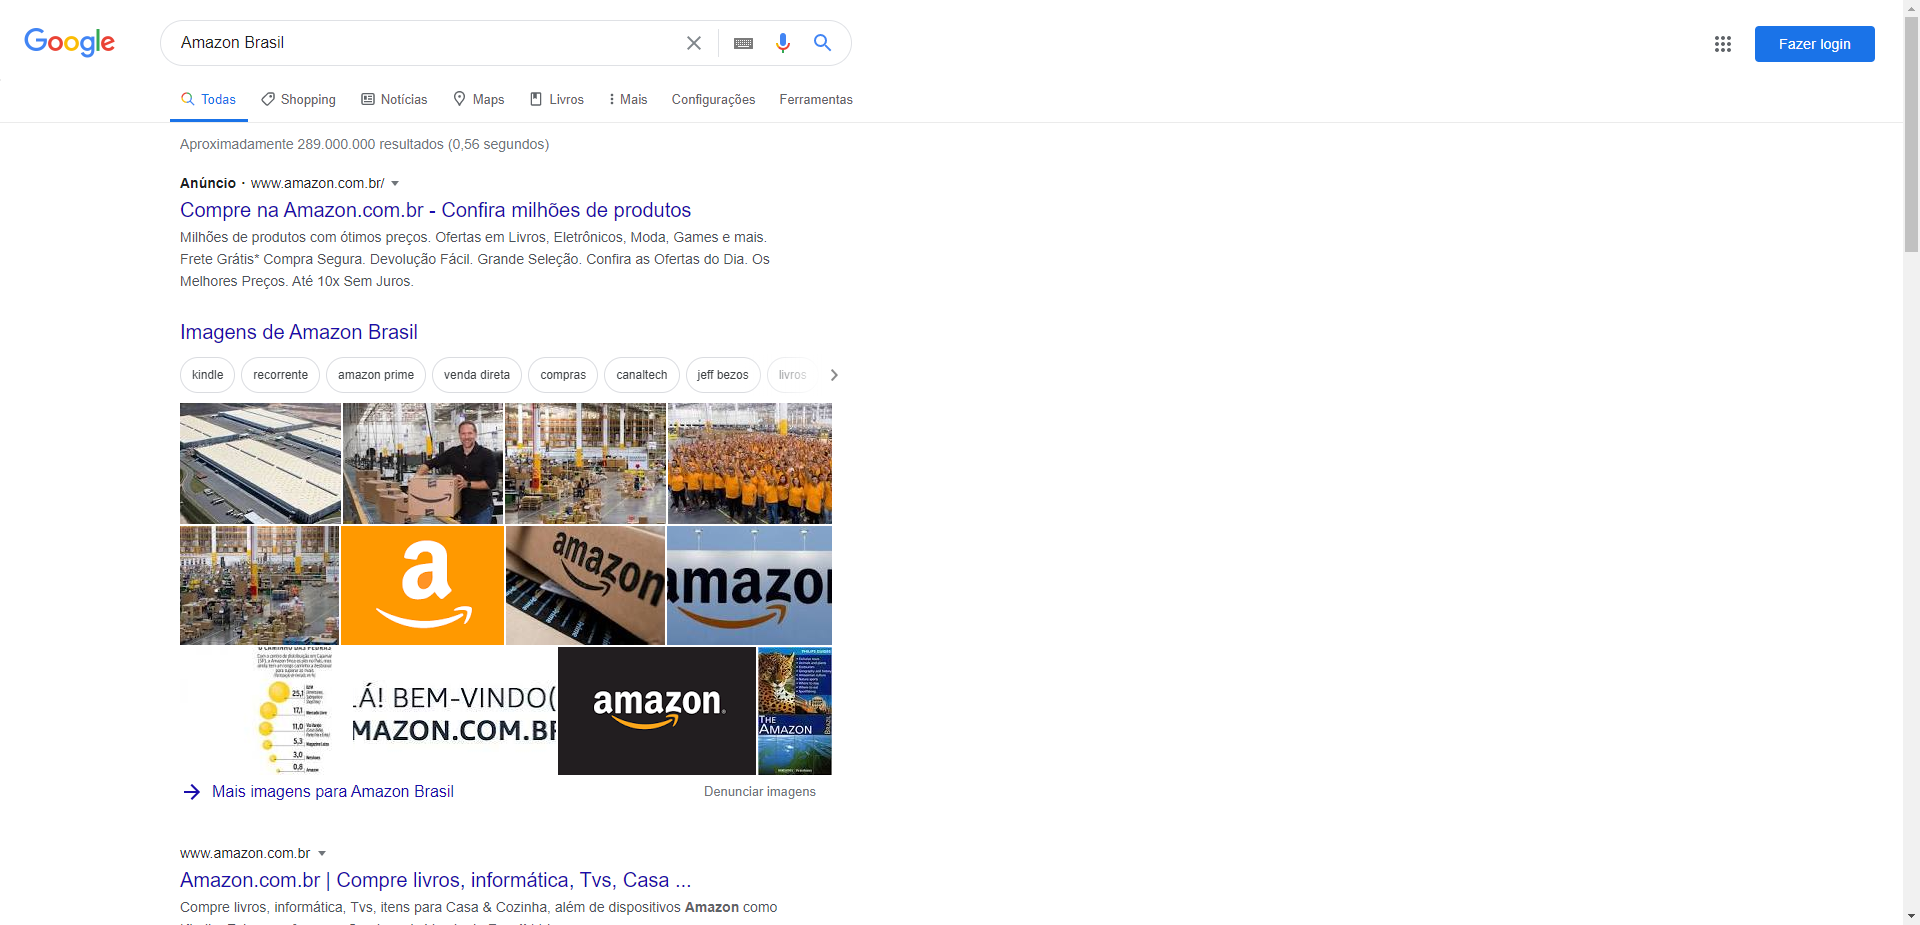 Google
Amazon Brasil
Fazer login
Todas
Shopping
Notícias
Maps
Livros
Mais
Configurações
Ferramentas
Aproximadamente 289.000.000 resultados (0,56 segundos)
Anúncio · www.amazon.com.br/
Compre na Amazon.com.br - Confira milhões de produtos
Milhões de produtos com ótimos preços. Ofertas em Livros, Eletrônicos, Moda, Games e mais.
Frete Grátis* Compra Segura. Devolução Fácil. Grande Seleção. Confira as Ofertas do Dia. Os
Melhores Preços. Até 10x Sem Juros.
Imagens de Amazon Brasil
kindle
recorrente
amazon prime
venda direta
compras
canaltech
jeff bezos
livros
a
amazon
amazon
O CAMINHO DAS PEDRAS
25,1
17,1
11,0
5,3
3,0
0,8
LÁ! BEM-VINDO(
MAZON.COM.BR
amazon
THE
AMAZON
Mais imagens para Amazon Brasil
Denunciar imagens
www.amazon.com.br
Amazon.com.br | Compre livros, informática, Tvs, Casa ...
Compre livros, informática, Tvs, itens para Casa & Cozinha, além de dispositivos Amazon como